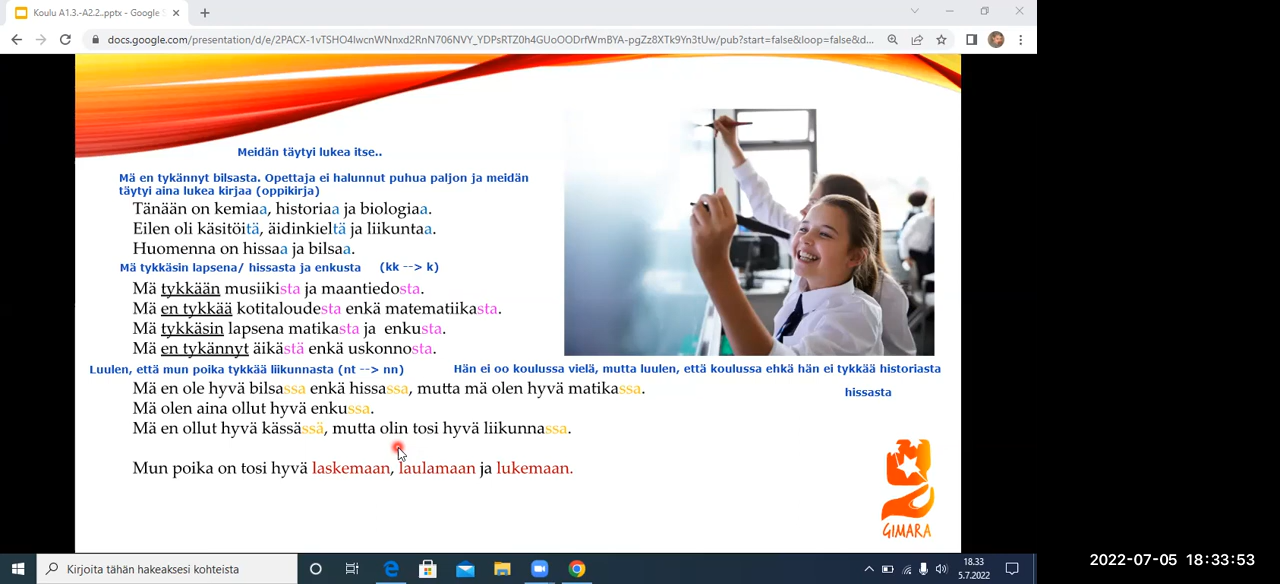 Koulu A1.3.-A2.2..pptx - Google S
docs.google.com/presentation/d/e/2PACX-1vTSHO4lwcnWNnxd2RnN706NVY_YDPsRTZ0h4GUoOODrfWmBYA-pgZz8XTk9Yn3tUw/pub?start=false&loop=false&d...
Meidän täytyi lukea itse..
Mä en tykännyt bilsasta. Opettaja ei halunnut puhua paljon ja meidän
täytyi aina lukea kirjaa (oppikirja)
Tänään on kemiaa, historiaa ja biologiaa.
Eilen oli käsitöitä, äidinkieltä ja liikuntaa.
Huomenna on hissaa ja bilsaa.
Mä tykkäsin lapsena/ hissasta ja enkusta (kk --> k)
Mä tykkään musiikista ja maantiedosta.
Mä en tykkää kotitaloudesta enkä matematiikasta.
Mä tykkäsin lapsena matikasta ja enkusta.
Mä en tykännyt äikästä enkä uskonnosta.
Luulen, että mun poika tykkää liikunnasta (nt --> nn)
Hän ei oo koulussa vielä, mutta luulen, että koulussa ehkä hän ei tykkää historiasta
hissasta
Mä en ole hyvä bilsassa enkä hissassa, mutta mä olen hyvä matikassa.
Mä olen aina ollut hyvä enkussa.
Mä en ollut hyvä kässässä, mutta olin tosi hyvä liikunnassa.
Mun poika on tosi hyvä laskemaan, laulamaan ja lukemaan.
GIMARA
Kirjoita tähän hakeaksesi kohteista
18.33
5.7.2022
2022-07-05 18:33:53